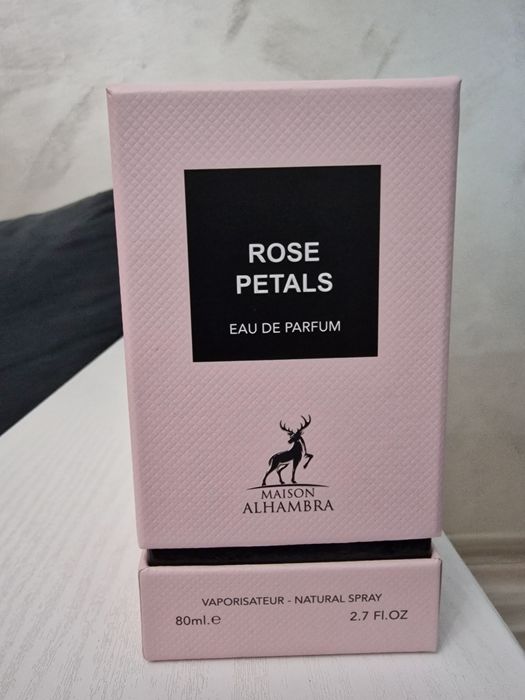 ROSE
PETALS
EAU DE PARFUM
MAISON
ALHAMBRA
VAPORISATEUR - NATURAL SPRAY
80ml.℮ 2.7 Fl.OZ